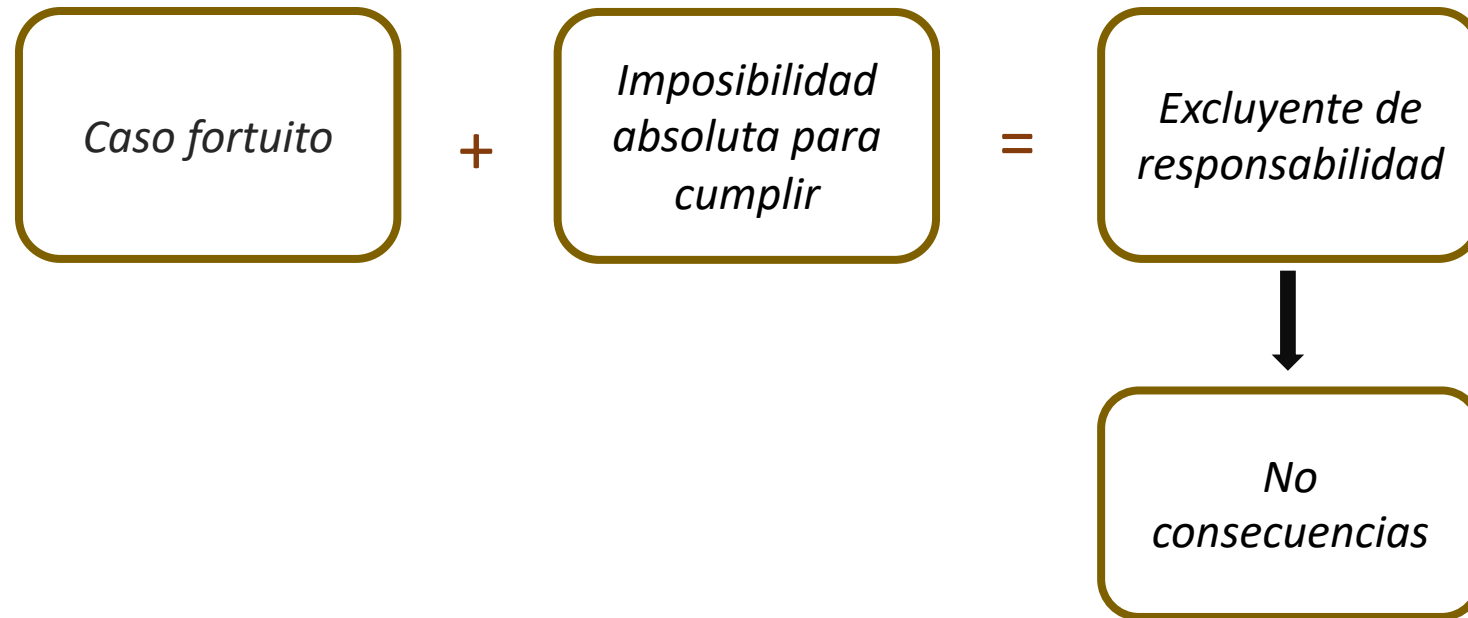 Caso fortuito
+
Imposibilidad
absoluta para
cumplir
=
Excluyente de
responsabilidad
No
consecuencias